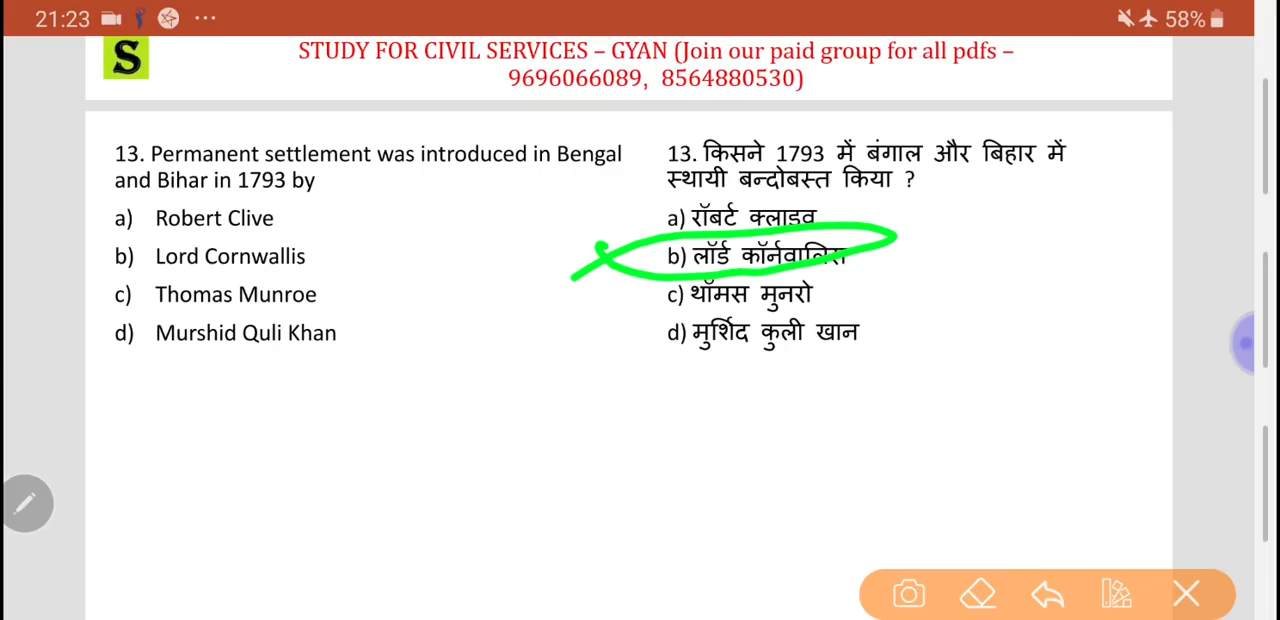 21:23
58%
S
STUDY FOR CIVIL SERVICES – GYAN (Join our paid group for all pdfs –
9696066089, 8564880530)
13. Permanent settlement was introduced in Bengal
and Bihar in 1793 by
a) Robert Clive
b) Lord Cornwallis
c) Thomas Munroe
d) Murshid Quli Khan
13. किसने 1793 में बंगाल और बिहार में
स्थायी बन्दोबस्त किया ?
a) रॉबर्ट क्लाइव
b) लॉर्ड कॉर्नवालिस
c) थॉमस मुनरो
d) मुर्शिद कुली खान